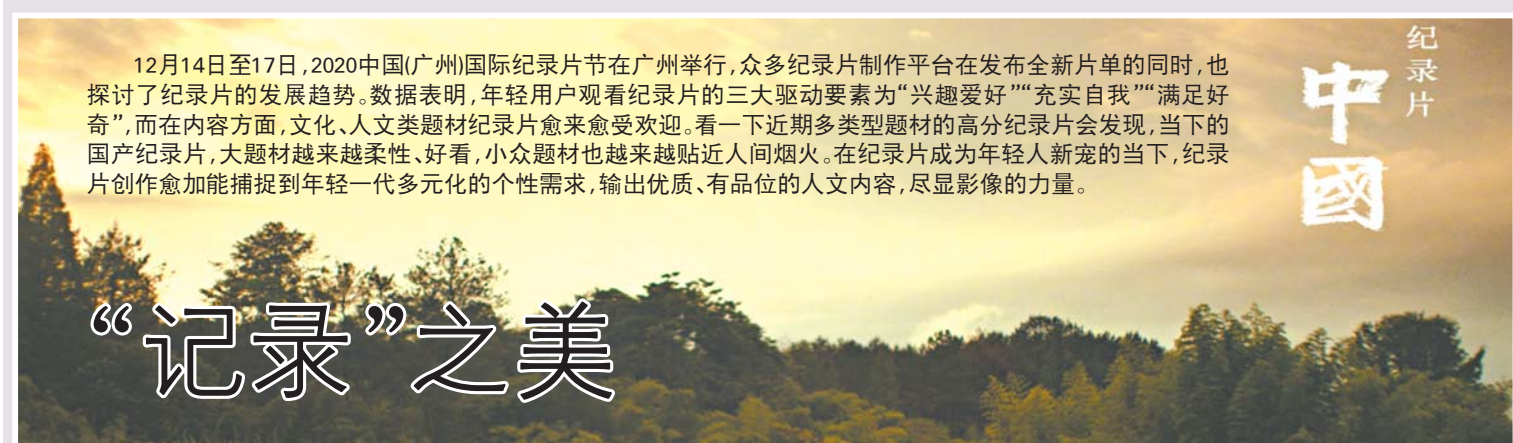 12月14日至17日,2020中国(广州)国际纪录片节在广州举行,众多纪录片制作平台在发布全新片单的同时,也
探讨了纪录片的发展趋势。数据表明,年轻用户观看纪录片的三大驱动要素为“兴趣爱好”“充实自我”“满足好
奇”,而在内容方面,文化、人文类题材纪录片愈来愈受欢迎。看一下近期多类型题材的高分纪录片会发现,当下的
国产纪录片,大题材越来越柔性、好看,小众题材也越来越贴近人间烟火。在纪录片成为年轻人新宠的当下,纪录
片创作愈加能捕捉到年轻一代多元化的个性需求,输出优质、有品位的人文内容,尽显影像的力量。
纪录片
中國
“记录”之美